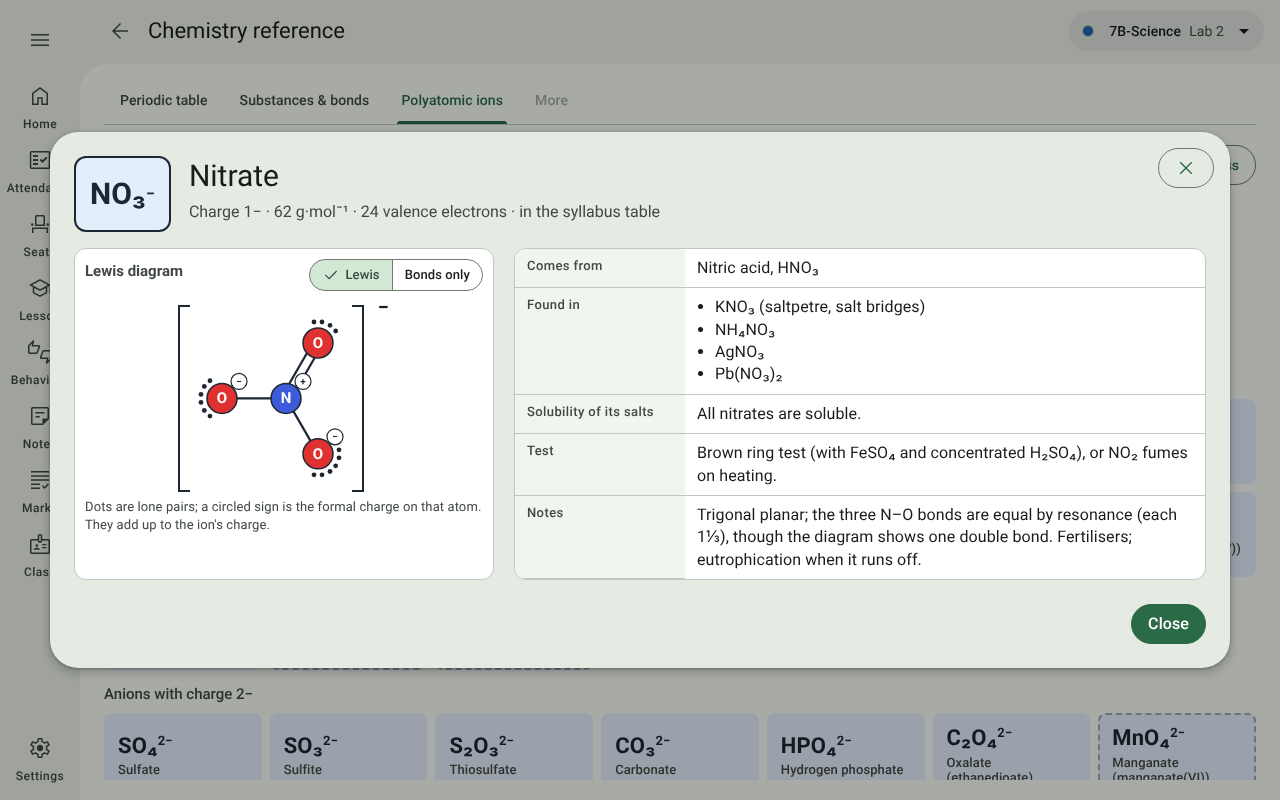 Chemistry reference
7B-Science Lab 2
Home
Periodic table
Substances & bonds
Polyatomic ions
More
NO₃⁻
Nitrate
Charge 1− · 62 g·mol⁻¹ · 24 valence electrons · in the syllabus table
Lewis diagram
Lewis
Bonds only
−
O
O
N
O
−
+
−
Dots are lone pairs; a circled sign is the formal charge on that atom.
They add up to the ion's charge.
Comes from
Nitric acid, HNO₃
Found in
• KNO₃ (saltpetre, salt bridges)
• NH₄NO₃
• AgNO₃
• Pb(NO₃)₂
Solubility of its salts
All nitrates are soluble.
Test
Brown ring test (with FeSO₄ and concentrated H₂SO₄), or NO₂ fumes
on heating.
Notes
Trigonal planar; the three N–O bonds are equal by resonance (each
1⅓), though the diagram shows one double bond. Fertilisers;
eutrophication when it runs off.
Close
Anions with charge 2−
SO₄²⁻
Sulfate
SO₃²⁻
Sulfite
S₂O₃²⁻
Thiosulfate
CO₃²⁻
Carbonate
HPO₄²⁻
Hydrogen phosphate
C₂O₄²⁻
Oxalate
(ethanedioate)
MnO₄²⁻
Manganate
(manganate(VI))
Settings